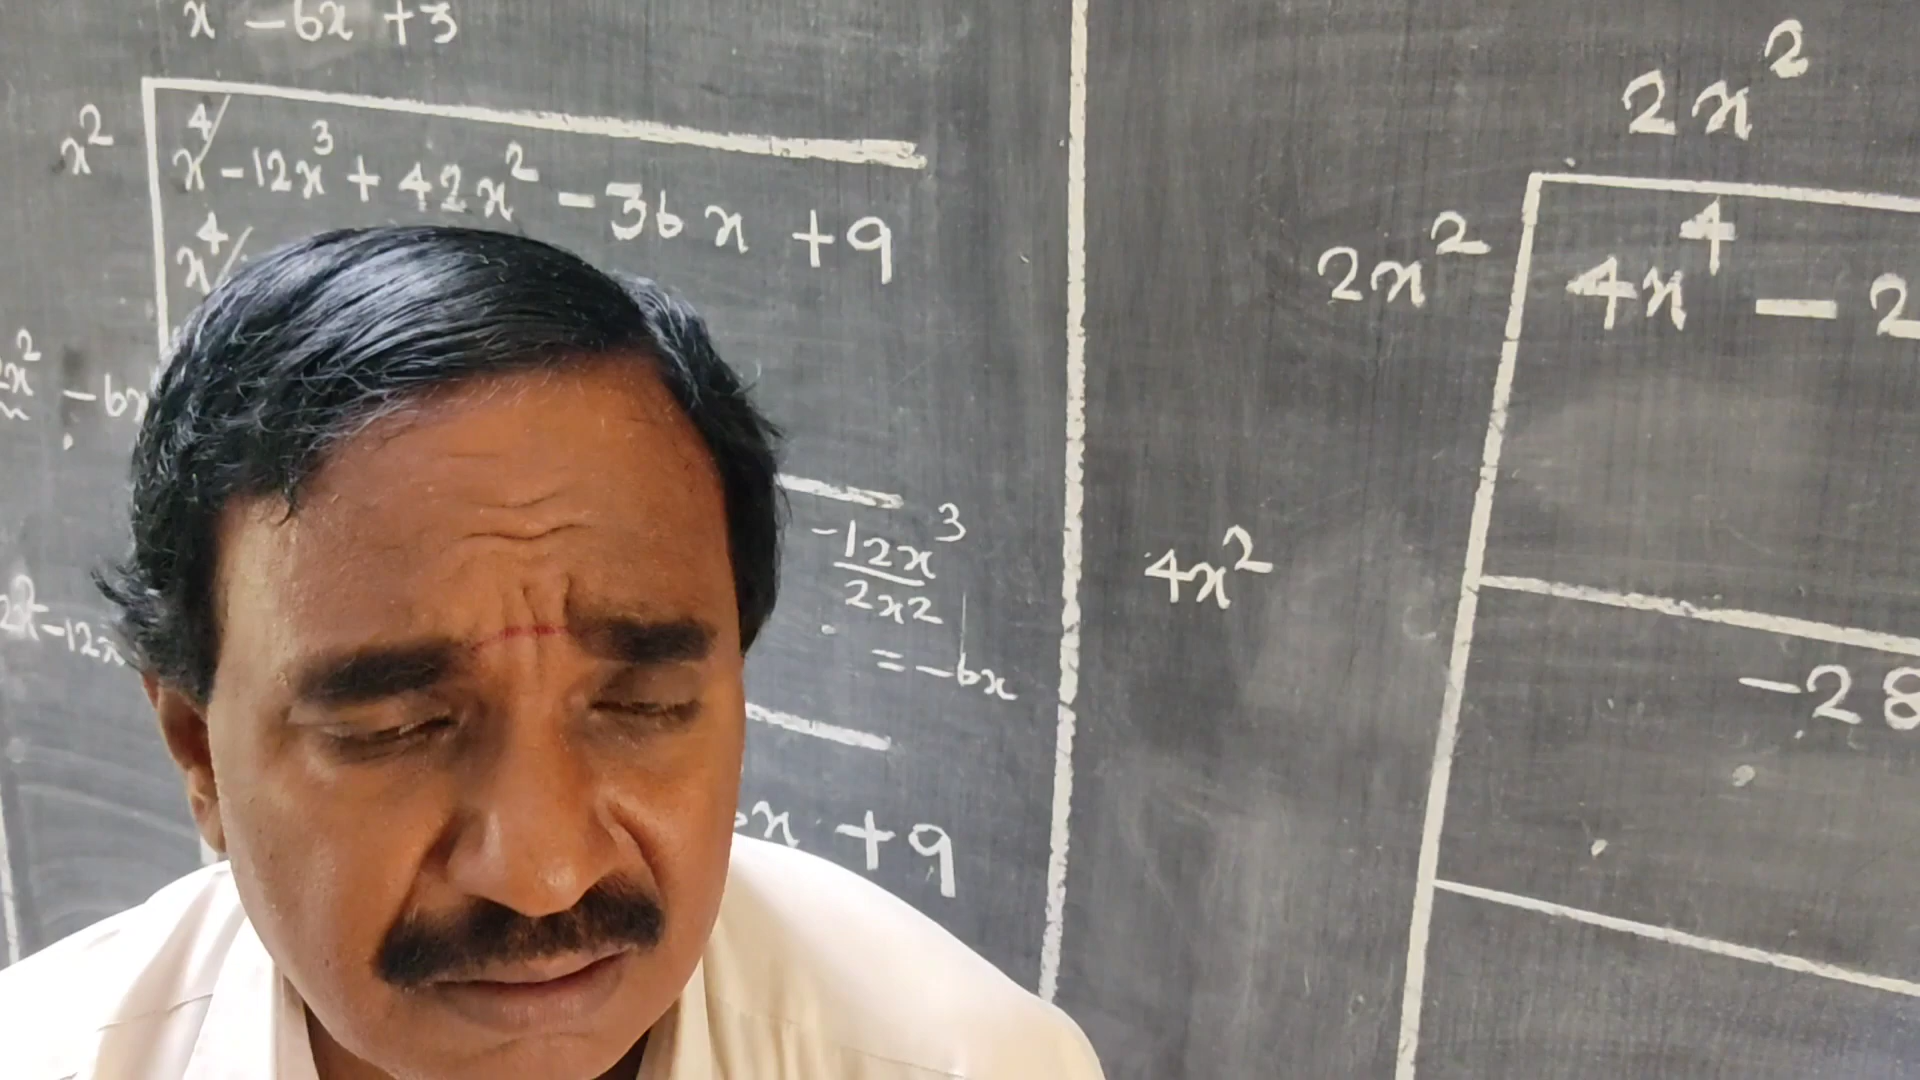 x - 6x + 3
x² x⁴ - 12x³ + 42x² - 36x + 9
x⁴
2x² - 6x
2x² - 12x
-12x³
2x2
= -6x
x + 9
2x²
2x² 4x⁴ - 2
4x²
-28